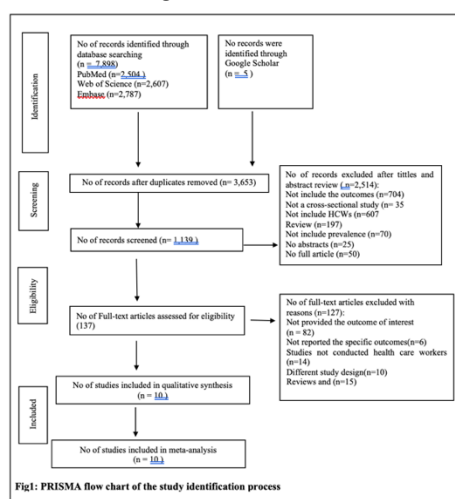 Identification
No of records identified through
database searching
(n = 7,898)
PubMed (n=2,504 )
Web of Science (n=2,607)
Embase (n=2,787)
No records were
identified through
Google Scholar
(n = 5 )
Screening
No of records after duplicates removed (n= 3,653)
No of records excluded after tittles and
abstract review ( n=2,514):
Not include the outcomes (n=704)
Not a cross-sectional study (n= 35
Not include HCWs (n=607
Review (n=197)
Not include prevalence (n=70)
No abstracts (n=25)
No full article (n=50)
No of records screened (n= 1,139 )
Eligibility
No of Full-text articles assessed for eligibility
(137)
No of full-text articles excluded with
reasons (n=127):
Not provided the outcome of interest
(n = 82)
Not reported the specific outcomes(n=6)
Studies not conducted health care workers
(n=14)
Different study design(n=10)
Reviews and (n=15)
Included
No of studies included in qualitative synthesis
(n = 10 )
No of studies included in meta-analysis
(n = 10 )
Fig1: PRISMA flow chart of the study identification process